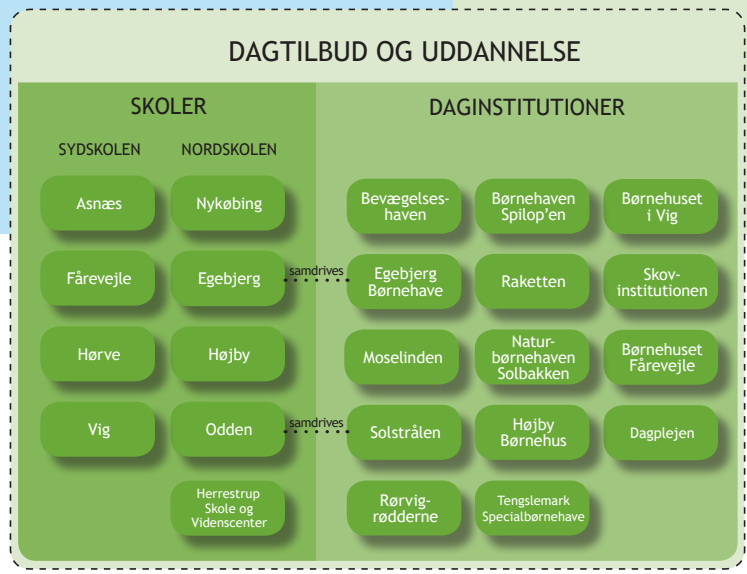 DAGTILBUD OG UDDANNELSE
SKOLER
SYDSKOLEN
NORDSKOLEN
Asnæs
Nykøbing
Fårevejle
Egebjerg
Hørve
Højby
Vig
Odden
Herrestrup
Skole og
Videnscenter
samdrives
samdrives
DAGINSTITUTIONER
Bevægelses-
haven
Børnehaven
Spilop'en
Børnehuset
i Vig
Egebjerg
Børnehave
Raketten
Skov-
institutionen
Moselinden
Natur-
børnehaven
Solbakken
Børnehuset
Fårevejle
Solstrålen
Højby
Børnehus
Dagplejen
Rørvig-
rødderne
Tengslemark
Specialbørnehave